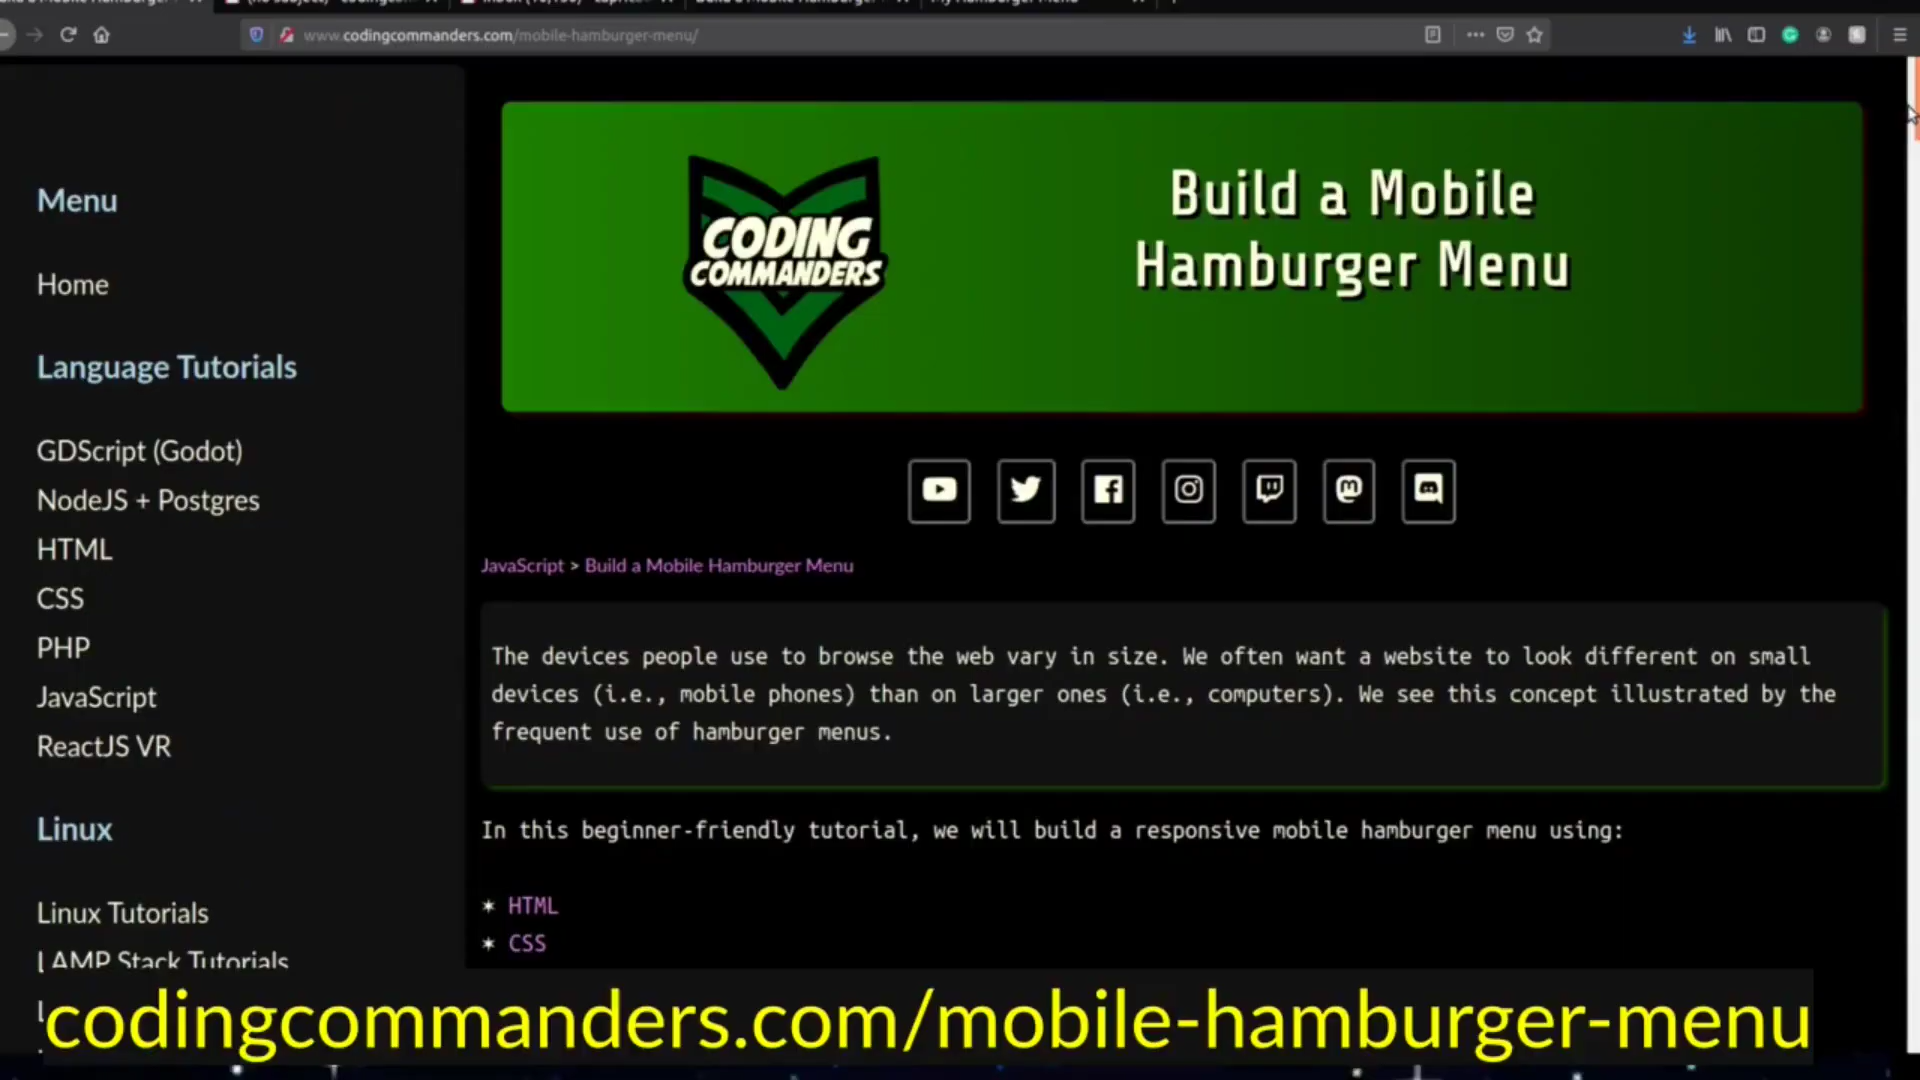 www.codingcommanders.com/mobile-hamburger-menu/
Menu
Home
Language Tutorials
GDScript (Godot)
NodeJS + Postgres
HTML
CSS
PHP
JavaScript
ReactJS VR
Linux
Linux Tutorials
LAMP Stack Tutorials
CODING
COMMANDERS
Build a Mobile
Hamburger Menu
JavaScript > Build a Mobile Hamburger Menu
The devices people use to browse the web vary in size. We often want a website to look different on small
devices (i.e., mobile phones) than on larger ones (i.e., computers). We see this concept illustrated by the
frequent use of hamburger menus.
In this beginner-friendly tutorial, we will build a responsive mobile hamburger menu using:
* HTML
* CSS
codingcommanders.com/mobile-hamburger-menu